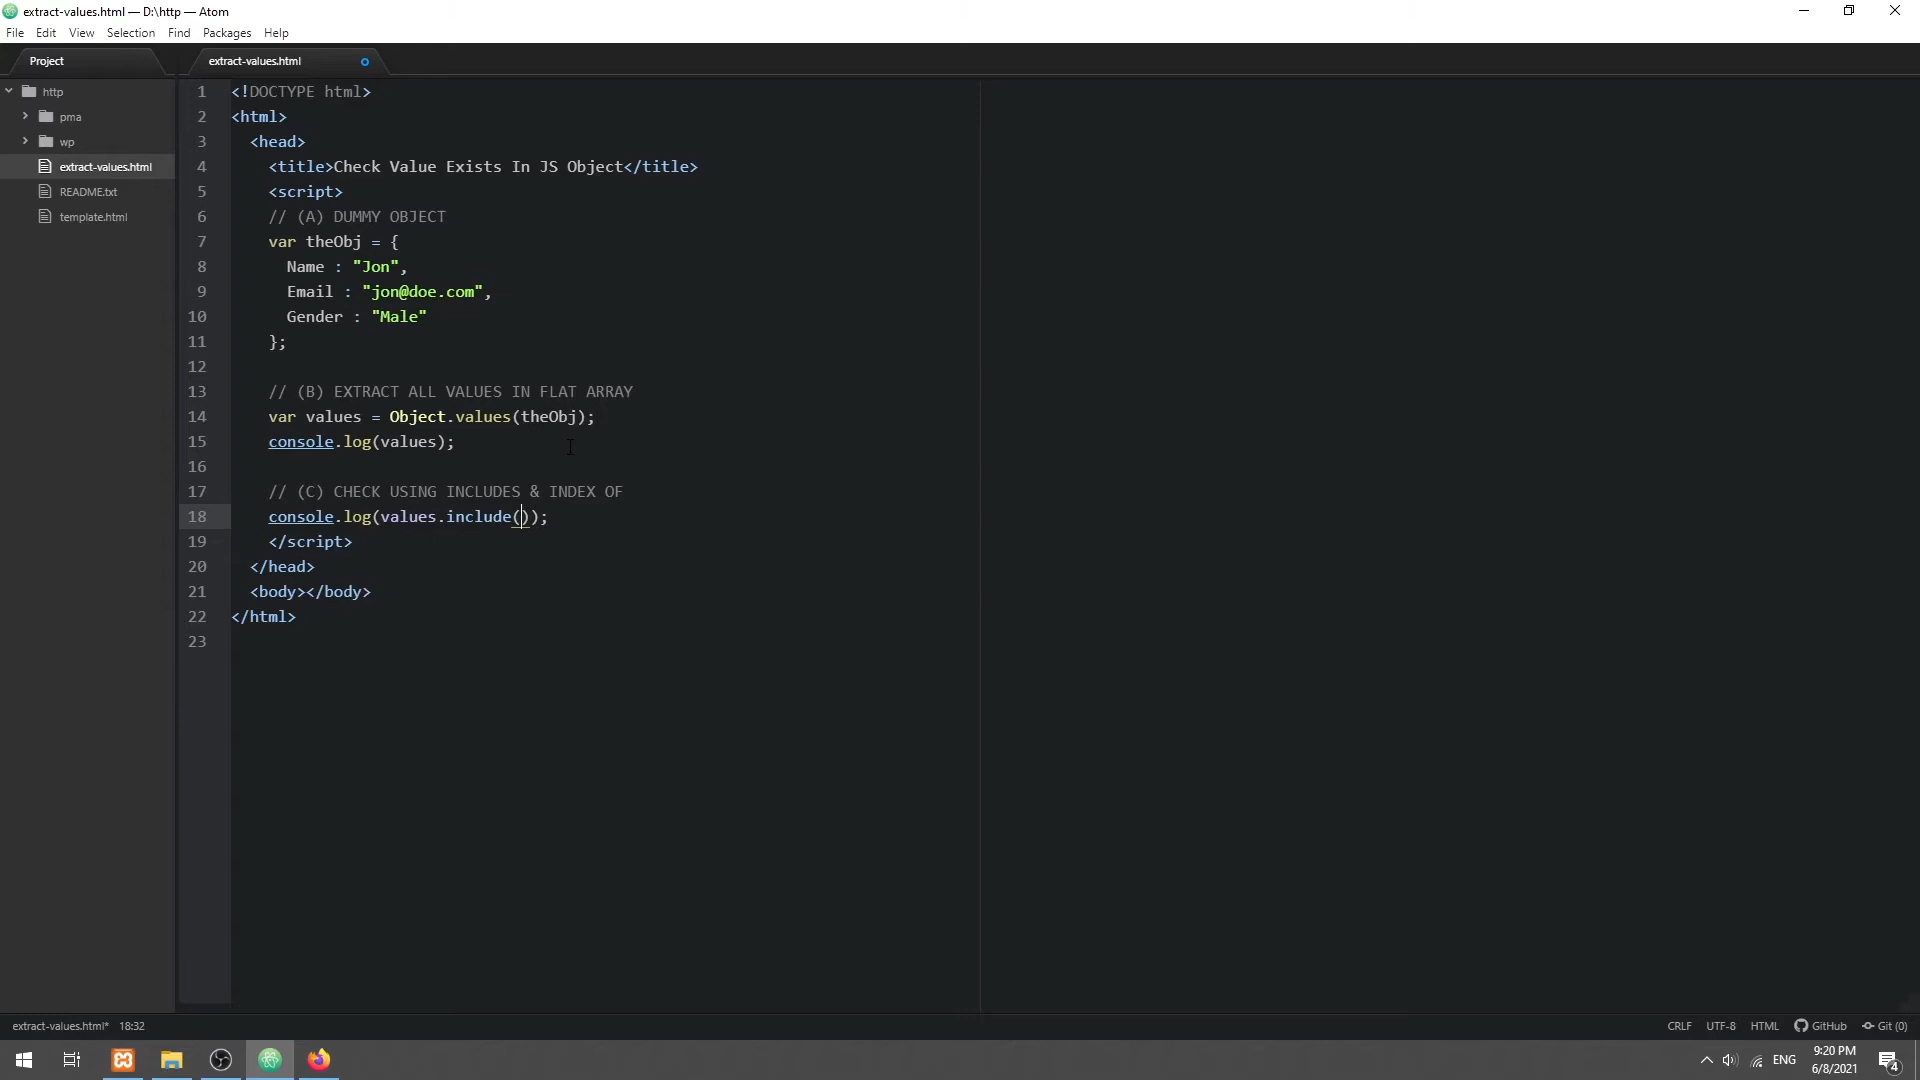 extract-values.html — D:\http — Atom
File Edit View Selection Find Packages Help
Project
extract-values.html
http
pma
wp
extract-values.html
README.txt
template.html
1 <!DOCTYPE html>
2 <html>
3 <head>
4 <title>Check Value Exists In JS Object</title>
5 <script>
6 // (A) DUMMY OBJECT
7 var theObj = {
8 Name : "Jon",
9 Email : "jon@doe.com",
10 Gender : "Male"
11 };
12
13 // (B) EXTRACT ALL VALUES IN FLAT ARRAY
14 var values = Object.values(theObj);
15 console.log(values);
16
17 // (C) CHECK USING INCLUDES & INDEX OF
18 console.log(values.include());
19 </script>
20 </head>
21 <body></body>
22 </html>
23
extract-values.html* 18:32
CRLF UTF-8 HTML GitHub Git (0)
ENG
9:20 PM
6/8/2021
4